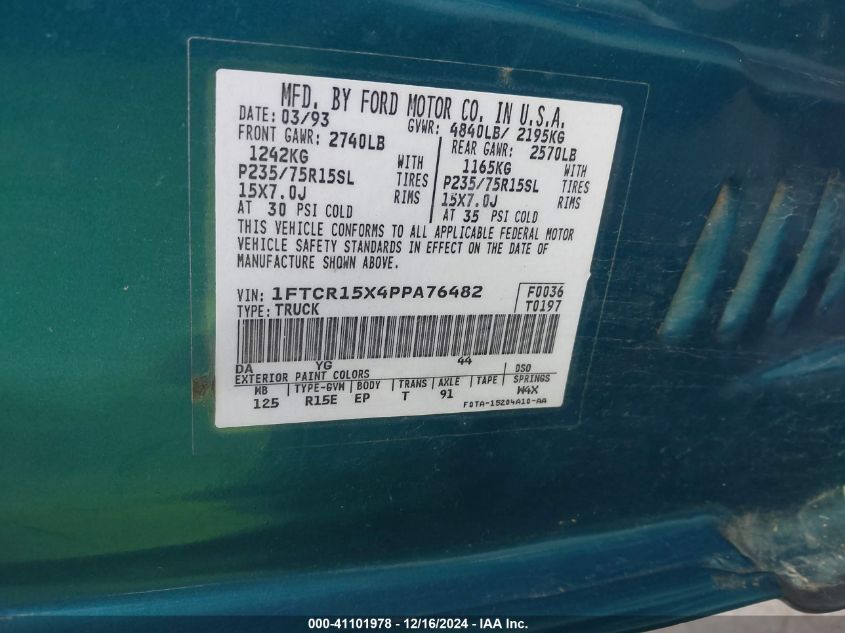 MFD. BY FORD MOTOR CO. IN U.S.A.
DATE: 03/93 GVWR: 4840LB/ 2195KG
FRONT GAWR: 2740LB REAR GAWR: 2570LB
1242KG WITH 1165KG WITH
P235/75R15SL TIRES P235/75R15SL TIRES
15X7.0J RIMS 15X7.0J RIMS
AT 30 PSI COLD AT 35 PSI COLD
THIS VEHICLE CONFORMS TO ALL APPLICABLE FEDERAL MOTOR
VEHICLE SAFETY STANDARDS IN EFFECT ON THE DATE OF
MANUFACTURE SHOWN ABOVE.
VIN: 1FTCR15X4PPA76482 F0036
TYPE: TRUCK T0197
DA YG 44
EXTERIOR PAINT COLORS DSO
WB TYPE-GVM BODY TRANS AXLE TAPE SPRINGS
125 R15E EP T 91 W4X
F0TA-15204A10-AA
000-41101978 - 12/16/2024 - IAA Inc.